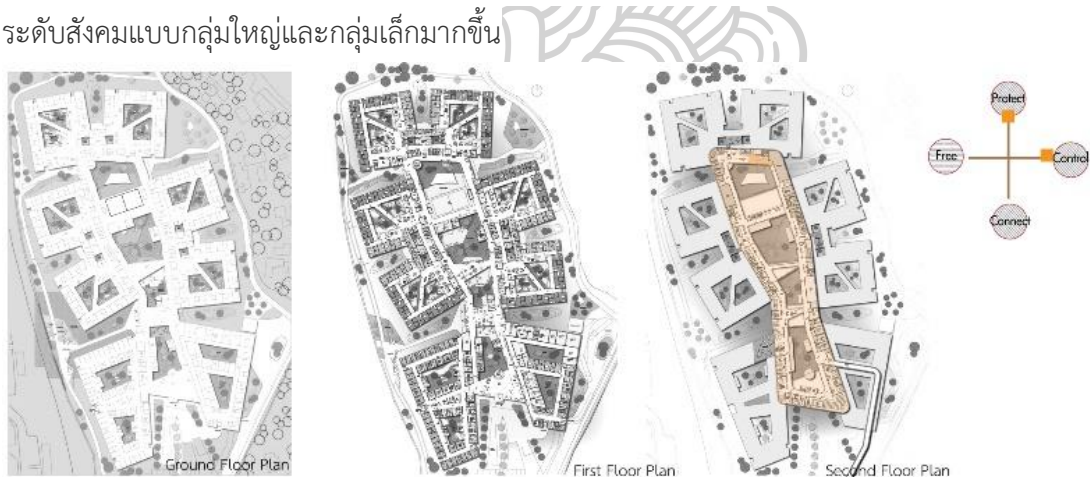 ระดับสังคมแบบกลุ่มใหญ่และกลุ่มเล็กมากขึ้น
Protect
Free
Control
Connect
Ground Floor Plan
First Floor Plan
Second Floor Plan